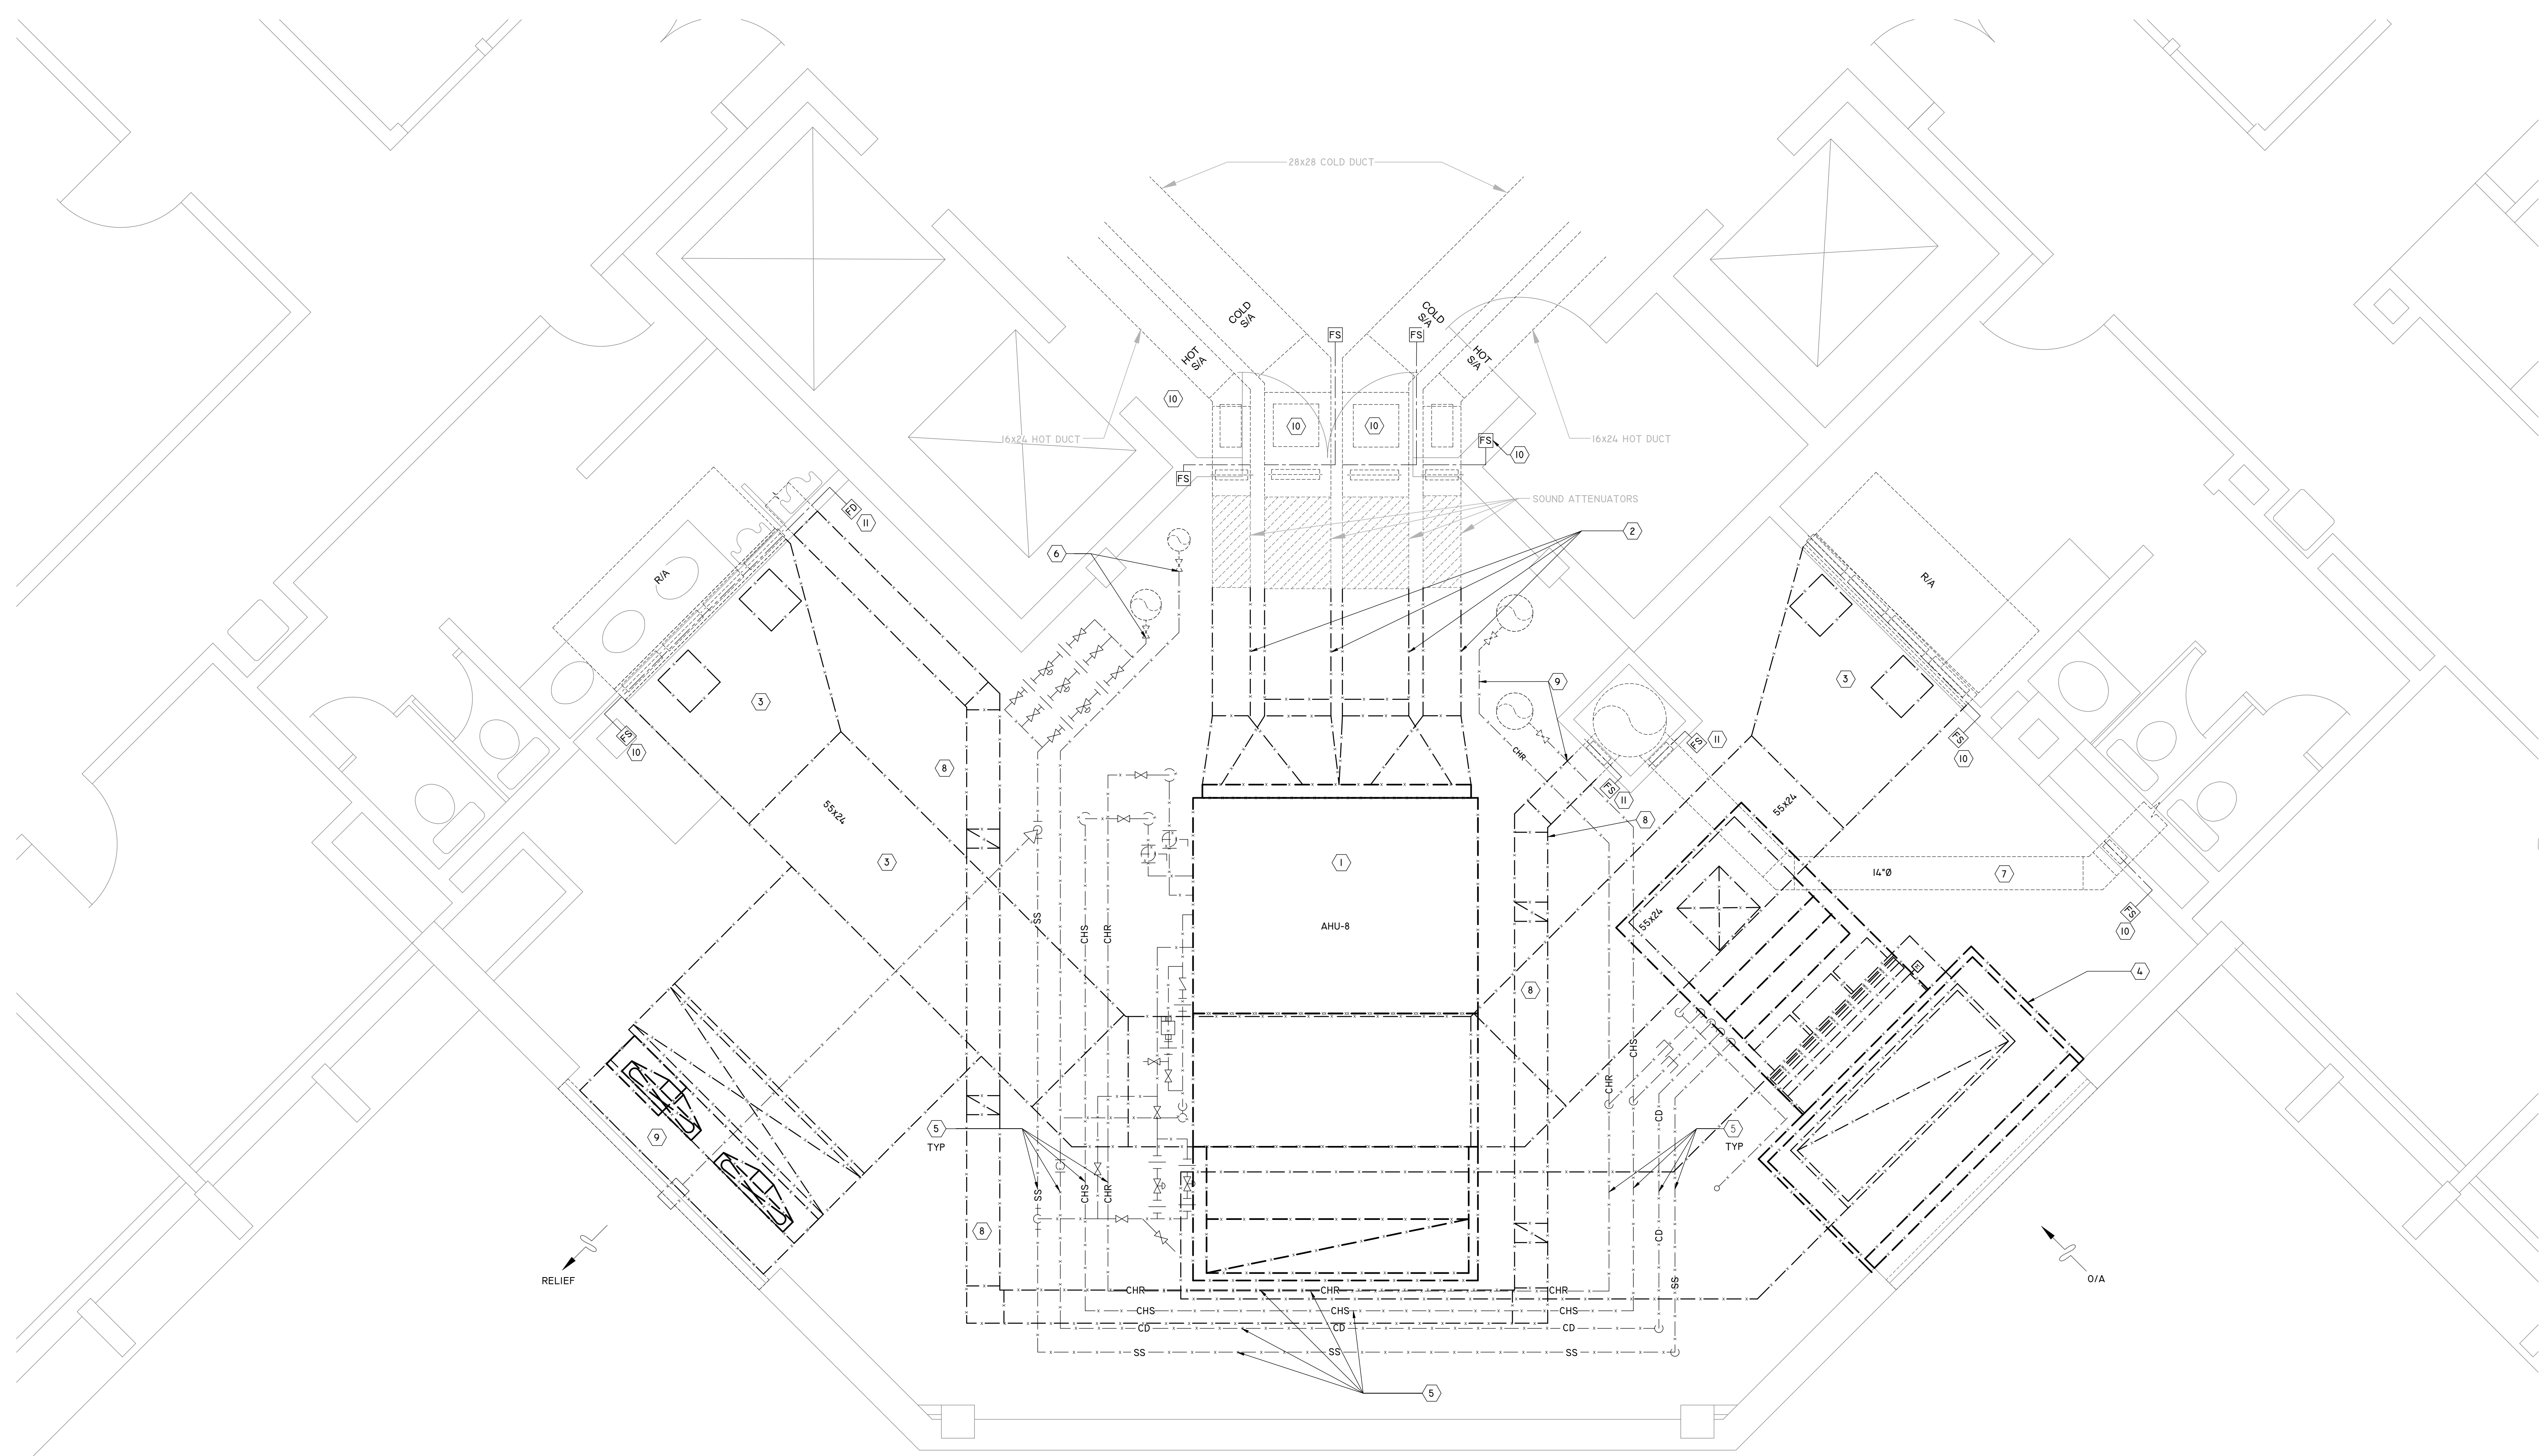 28x28 COLD DUCT
COLD
S/A
COLD
S/A
FS
FS
HOT
S/A
HOT
S/A
10
10
10
16x24 HOT DUCT
16x24 HOT DUCT
FS
10
FS
SOUND ATTENUATORS
FD
11
2
6
R/A
R/A
3
3
9
FS
10
8
CHR
FS
11
FS
10
FS
11
55x24
55x24
8
3
1
14"Ø
7
SS
CHS
CHR
AHU-8
55x24
FS
10
4
8
CHS
CHR
CD
5
TYP
5
TYP
9
SS
CHS
CHR
8
CD
SS
RELIEF
O/A
CHR
CHR
CHR
CHS
CHS
CHS
CD
CD
CD
SS
SS
SS
5